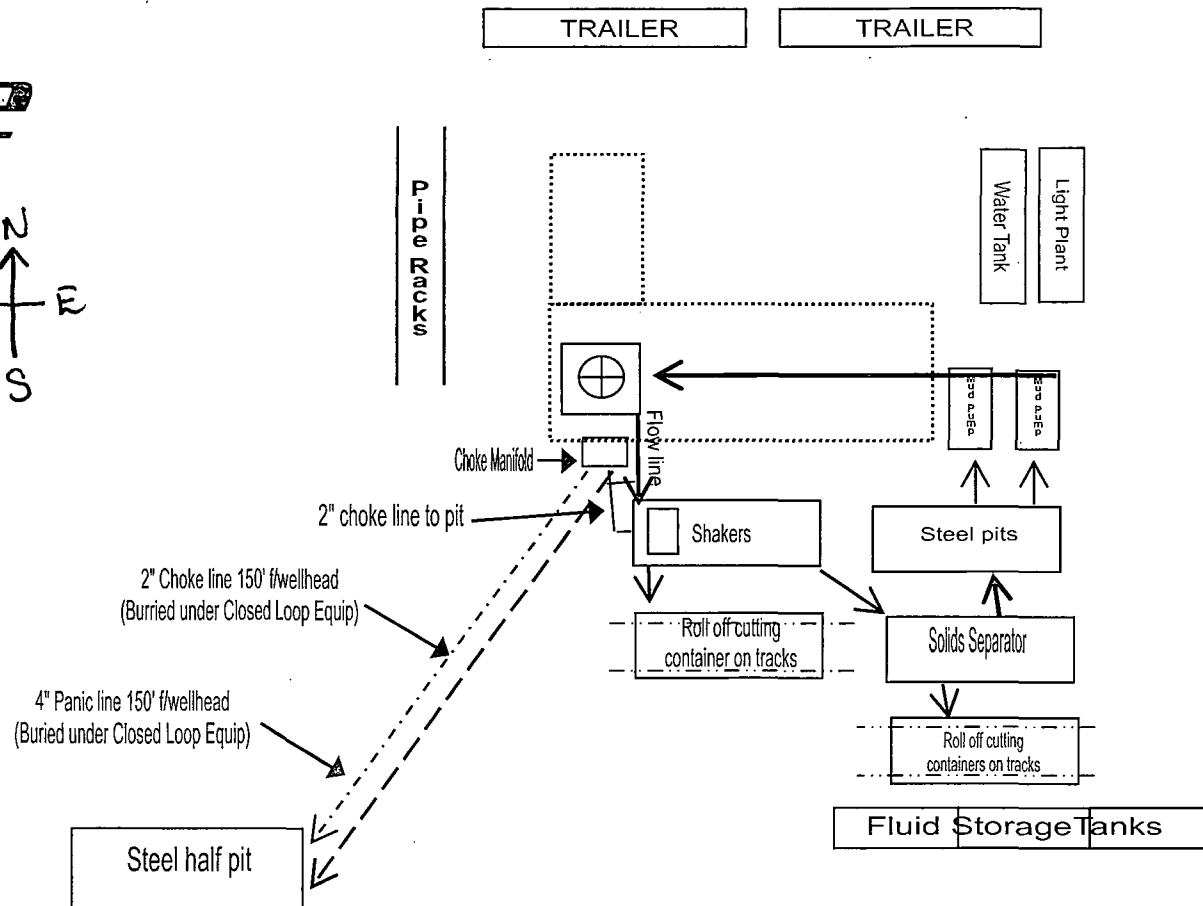 TRAILER
TRAILER
N
E
S
Pipe Racks
Water Tank
Light Plant
Mud Pump
Mud Pump
Flow line
Choke Manifold
2" choke line to pit
Shakers
Steel pits
2" Choke line 150' f/wellhead
(Burried under Closed Loop Equip)
Roll off cutting
container on tracks
Solids Separator
4" Panic line 150' f/wellhead
(Buried under Closed Loop Equip)
Roll off cutting
containers on tracks
Fluid Storage Tanks
Steel half pit